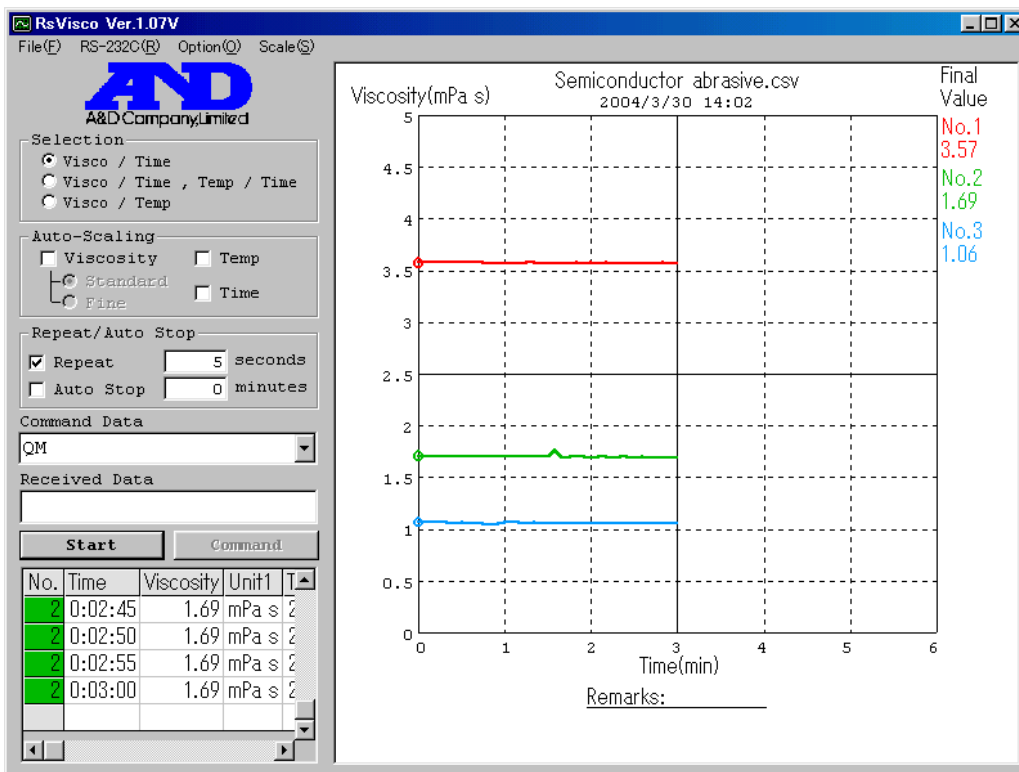 RsVisco Ver.1.07V
File(F) RS-232C(R) Option(O) Scale(S)
AND
A&D Company,Limited
Selection
Visco / Time
Visco / Time , Temp / Time
Visco / Temp
Auto-Scaling
Viscosity Temp
Standard
Time
Fine
Repeat/Auto Stop
Repeat 5 seconds
Auto Stop 0 minutes
Command Data
QM
Received Data
Start Command
No. Time Viscosity Unit1 T
2 0:02:45 1.69 mPa s 2
2 0:02:50 1.69 mPa s 2
2 0:02:55 1.69 mPa s 2
2 0:03:00 1.69 mPa s 2
Viscosity(mPa s)
Semiconductor abrasive.csv
2004/3/30 14:02
Final
Value
No.1
3.57
No.2
1.69
No.3
1.06
5
4.5
4
3.5
3
2.5
2
1.5
1
0.5
0
0 1 2 3 4 5 6
Time(min)
Remarks: